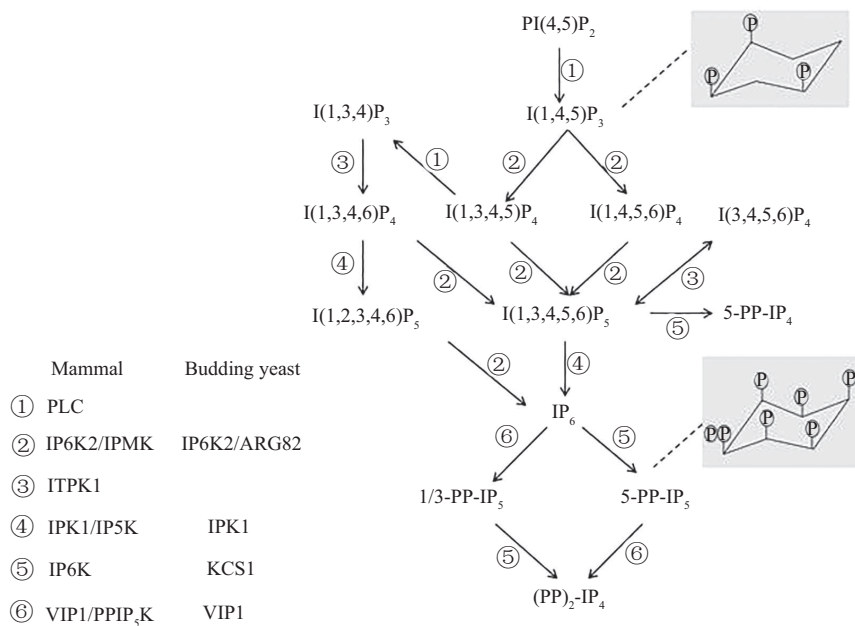 PI(4,5)P₂
P
①
P
P
I(1,3,4)P₃
I(1,4,5)P₃
③
①
②
②
I(1,3,4,6)P₄
I(1,3,4,5)P₄
I(1,4,5,6)P₄
I(3,4,5,6)P₄
④
②
②
②
③
I(1,2,3,4,6)P₅
I(1,3,4,5,6)P₅
5-PP-IP₄
⑤
②
④
Mammal Budding yeast
P P P P P P P
① PLC
IP₆
② IP6K2/IPMK IP6K2/ARG82
⑥
⑤
③ ITPK1
1/3-PP-IP₅
5-PP-IP₅
④ IPK1/IP5K IPK1
⑤ IP6K KCS1
⑤
⑥
⑥ VIP1/PPIP₅K VIP1
(PP)₂-IP₄